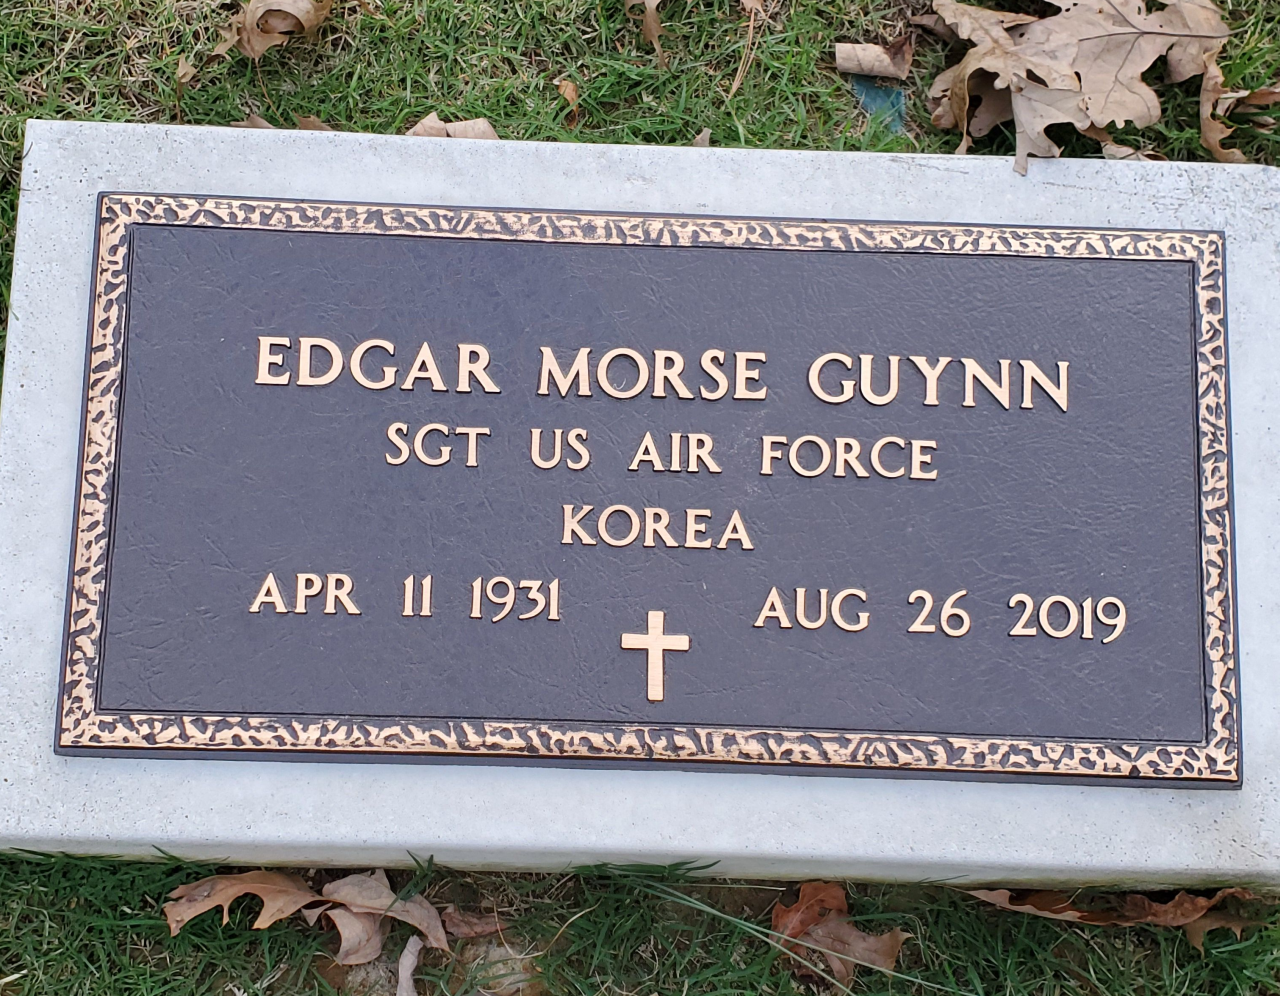 EDGAR MORSE GUYNN
SGT US AIR FORCE
KOREA
APR 11 1931 AUG 26 2019